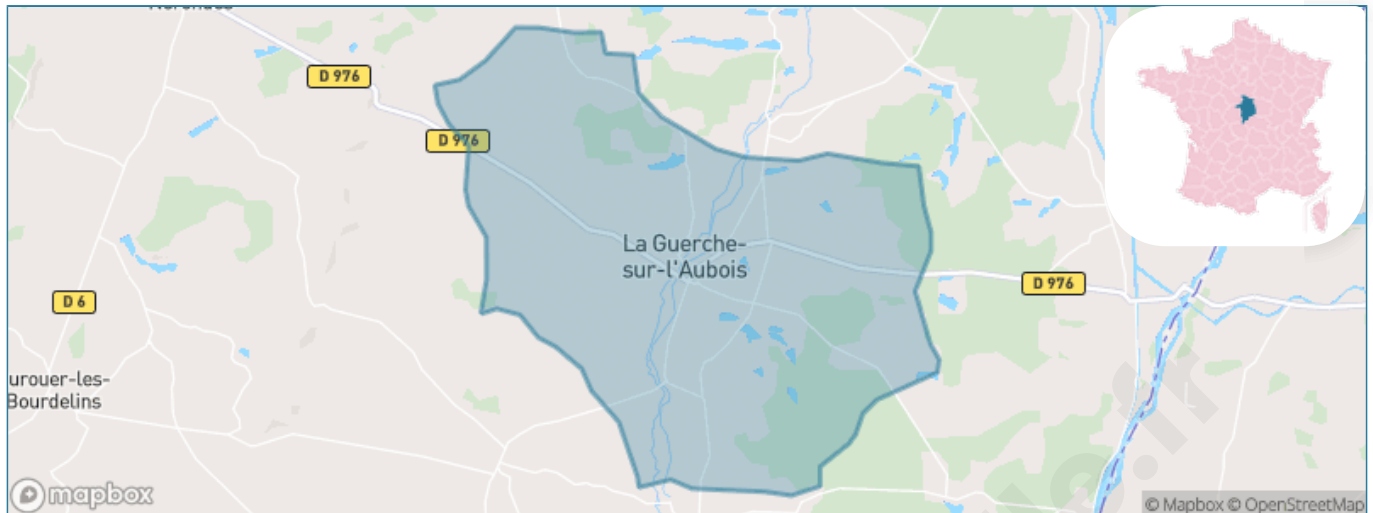 D 976
D 976
La Guerche-
sur-l'Aubois
D 976
D 6
urouer-les-
Bourdelins
mapbox
© Mapbox © OpenStreetMap